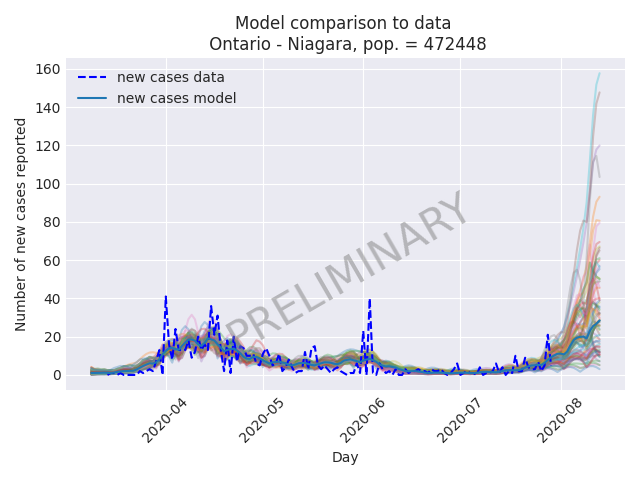 Model comparison to data
Ontario - Niagara, pop. = 472448
new cases data
new cases model
Number of new cases reported
160
140
120
100
80
60
40
20
0
PRELIMINARY
2020-04
2020-05
2020-06
2020-07
2020-08
Day